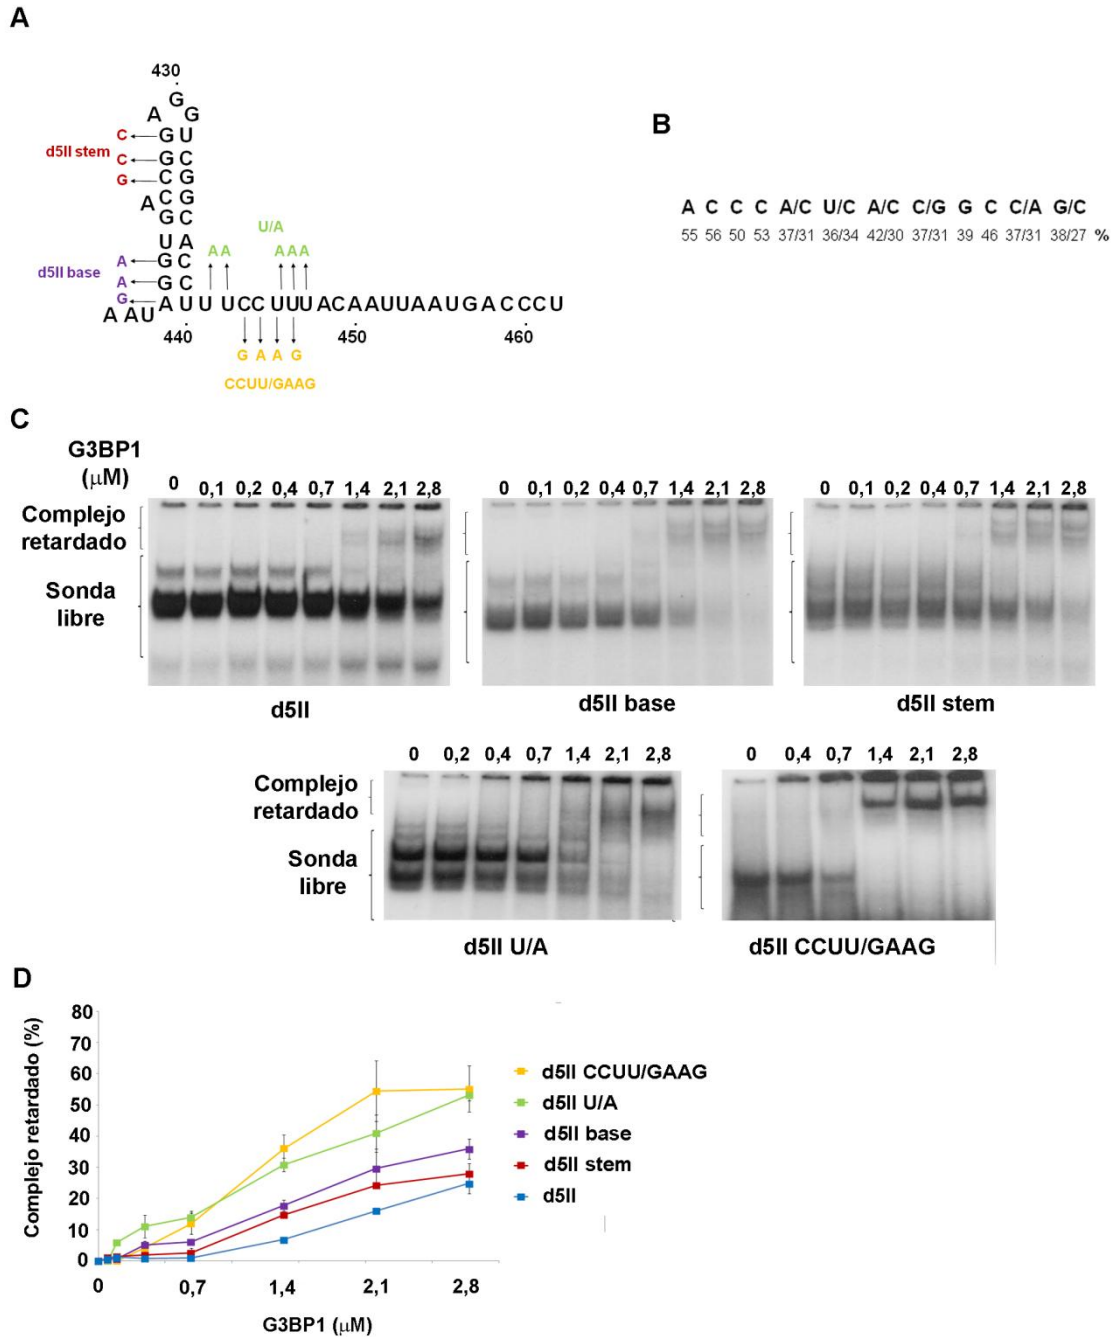 A
430
G
A G
C G U
d5II stem
C G C
G C G
A G G
U/A
G C
AA AAA
A U A
d5II base
A G C
G A U U U C C U U U A C A A U U A A U G A C C C U
A A U
440 450 460
G A A G
CCUU/GAAG
B
A C C C A/C U/C A/C C/G G C C/A G/C
55 56 50 53 37/31 36/34 42/30 37/31 39 46 37/31 38/27 %
C
G3BP1
(μM)
0 0,1 0,2 0,4 0,7 1,4 2,1 2,8
0 0,1 0,2 0,4 0,7 1,4 2,1 2,8
0 0,1 0,2 0,4 0,7 1,4 2,1 2,8
Complejo
retardado
Sonda
libre
d5II
d5II base
d5II stem
0 0,2 0,4 0,7 1,4 2,1 2,8
0 0,4 0,7 1,4 2,1 2,8
Complejo
retardado
Sonda
libre
d5II U/A
d5II CCUU/GAAG
D
Complejo retardado (%)
80
70
60
50
40
30
20
10
0
0 0,7 1,4 2,1 2,8
G3BP1 (μM)
d5II CCUU/GAAG
d5II U/A
d5II base
d5II stem
d5II